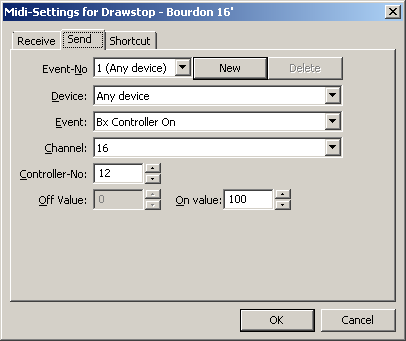 Midi-Settings for Drawstop - Bourdon 16'
Receive Send Shortcut
Event-No 1 (Any device) New Delete
Device: Any device
Event: Bx Controller On
Channel: 16
Controller-No: 12
Off Value: 0 On value: 100
OK Cancel